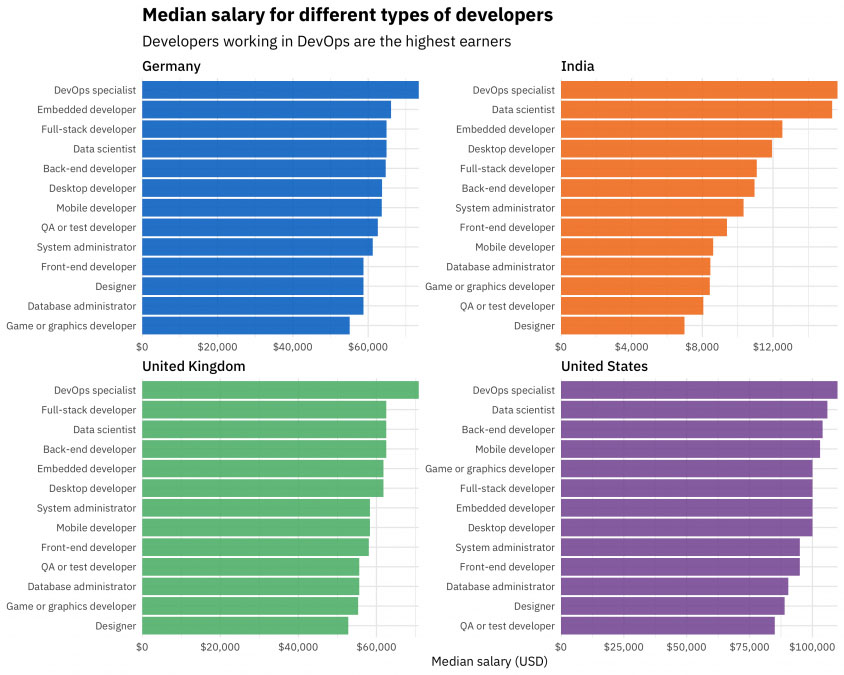 Median salary for different types of developers
Developers working in DevOps are the highest earners
Germany
DevOps specialist
Embedded developer
Full-stack developer
Data scientist
Back-end developer
Desktop developer
Mobile developer
QA or test developer
System administrator
Front-end developer
Designer
Database administrator
Game or graphics developer
$0 $20,000 $40,000 $60,000
India
DevOps specialist
Data scientist
Embedded developer
Desktop developer
Full-stack developer
Back-end developer
System administrator
Front-end developer
Mobile developer
Database administrator
Game or graphics developer
QA or test developer
Designer
$0 $4,000 $8,000 $12,000
United Kingdom
DevOps specialist
Full-stack developer
Data scientist
Back-end developer
Embedded developer
Desktop developer
System administrator
Mobile developer
Front-end developer
QA or test developer
Database administrator
Game or graphics developer
Designer
$0 $20,000 $40,000 $60,000
United States
DevOps specialist
Data scientist
Back-end developer
Mobile developer
Game or graphics developer
Full-stack developer
Embedded developer
Desktop developer
System administrator
Front-end developer
Database administrator
Designer
QA or test developer
$0 $25,000 $50,000 $75,000 $100,000
Median salary (USD)